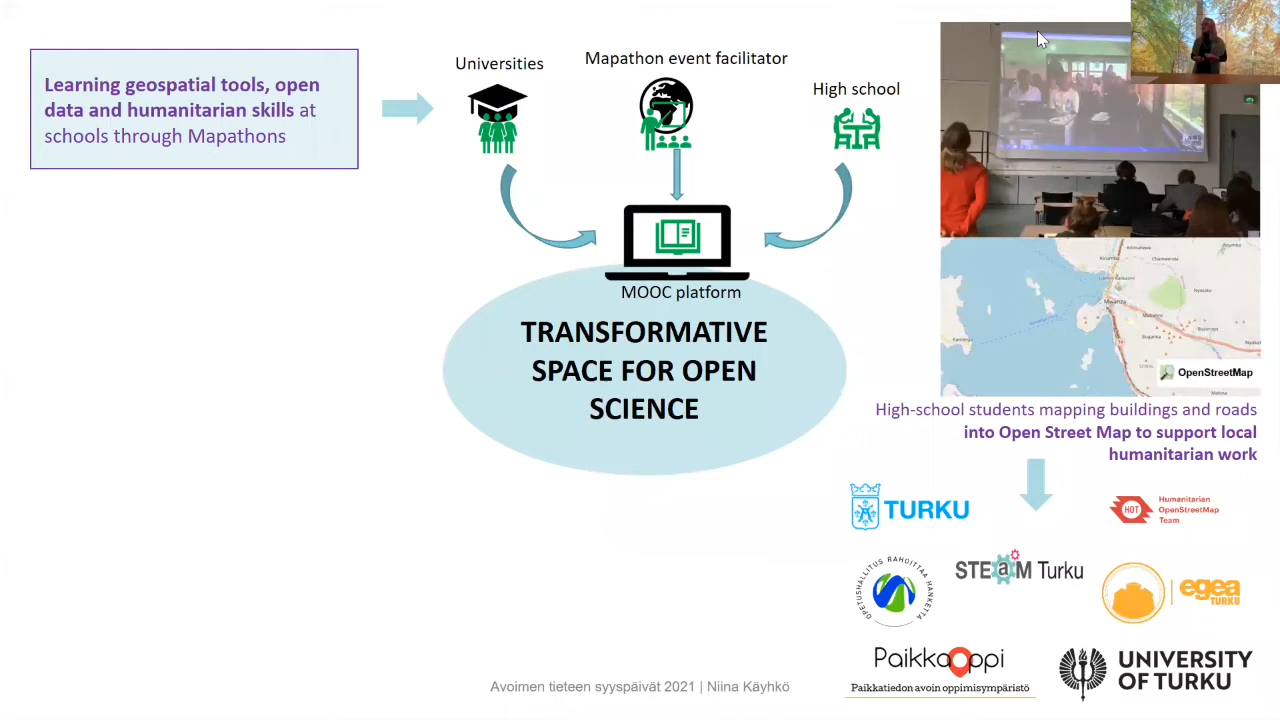 Learning geospatial tools, open
data and humanitarian skills at
schools through Mapathons
Universities
Mapathon event facilitator
High school
MOOC platform
TRANSFORMATIVE
SPACE FOR OPEN
SCIENCE
Mwanza
OpenStreetMap
High-school students mapping buildings and roads
into Open Street Map to support local
humanitarian work
TURKU
HOT
Humanitarian
OpenStreetMap
Team
OPETUSHALLITUS RAHOITTAA HANKETTA
STEaM Turku
egea
TURKU
PaikkaOppi
Paikkatiedon avoin oppimisympäristö
UNIVERSITY
OF TURKU
Avoimen tieteen syyspäivät 2021 | Niina Käyhkö